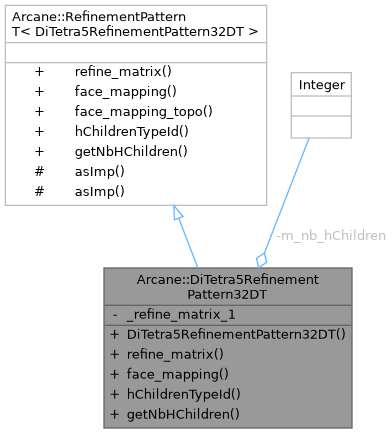 Arcane::RefinementPattern
T< DiTetra5RefinementPattern32DT >
+ refine_matrix()
+ face_mapping()
+ face_mapping_topo()
+ hChildrenTypeId()
+ getNbHChildren()
# asImp()
# asImp()
Integer
-m_nb_hChildren
Arcane::DiTetra5Refinement
Pattern32DT
- _refine_matrix_1
+ DiTetra5RefinementPattern32DT()
+ refine_matrix()
+ face_mapping()
+ hChildrenTypeId()
+ getNbHChildren()